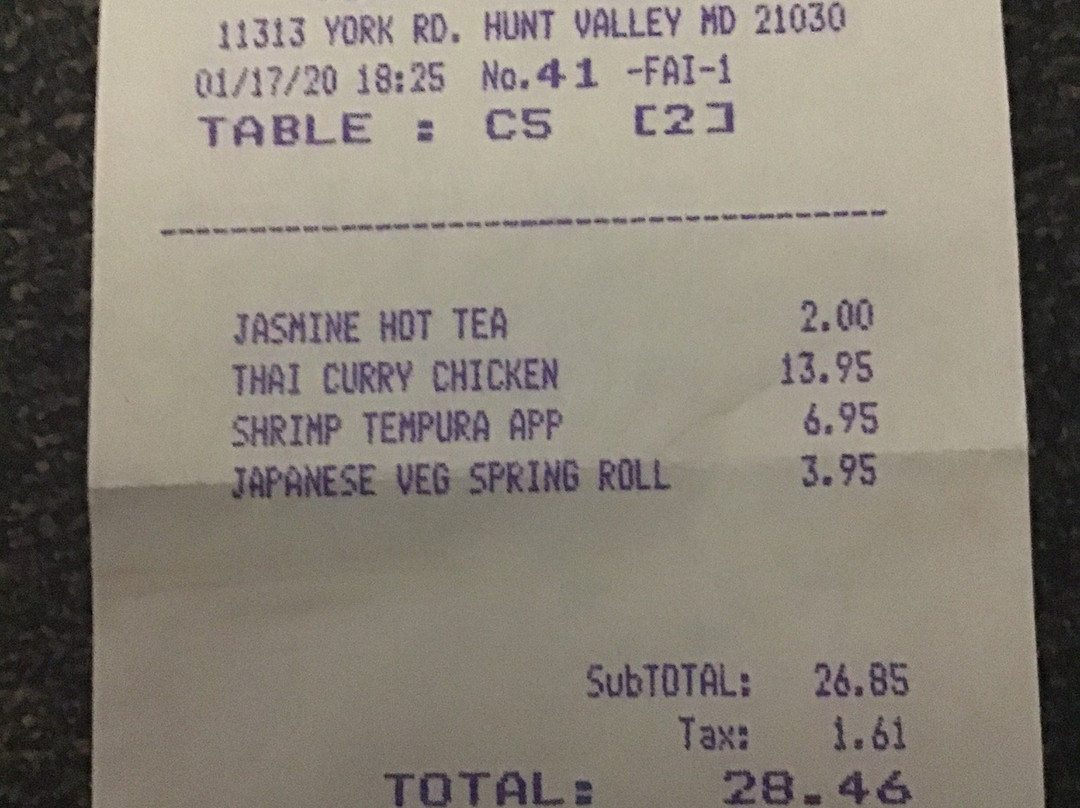 11313 YORK RD. HUNT VALLEY MD 21030
01/17/20 18:25 No.41 -FAI-1
TABLE : C5 [2]
JASMINE HOT TEA 2.00
THAI CURRY CHICKEN 13.95
SHRIMP TEMPURA APP 6.95
JAPANESE VEG SPRING ROLL 3.95
SubTOTAL: 26.85
Tax: 1.61
TOTAL: 28.46